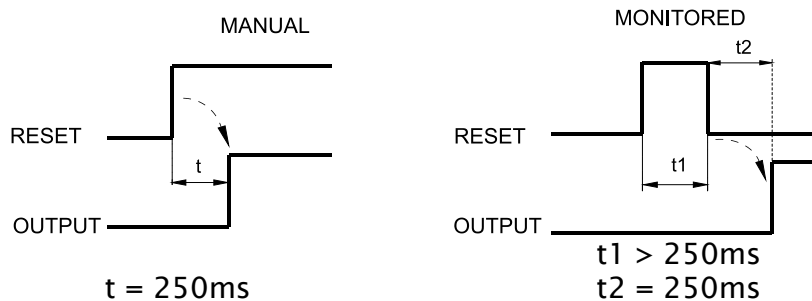 MANUAL
RESET
t
OUTPUT
t = 250ms
MONITORED
t2
RESET
t1
OUTPUT
t1 > 250ms
t2 = 250ms